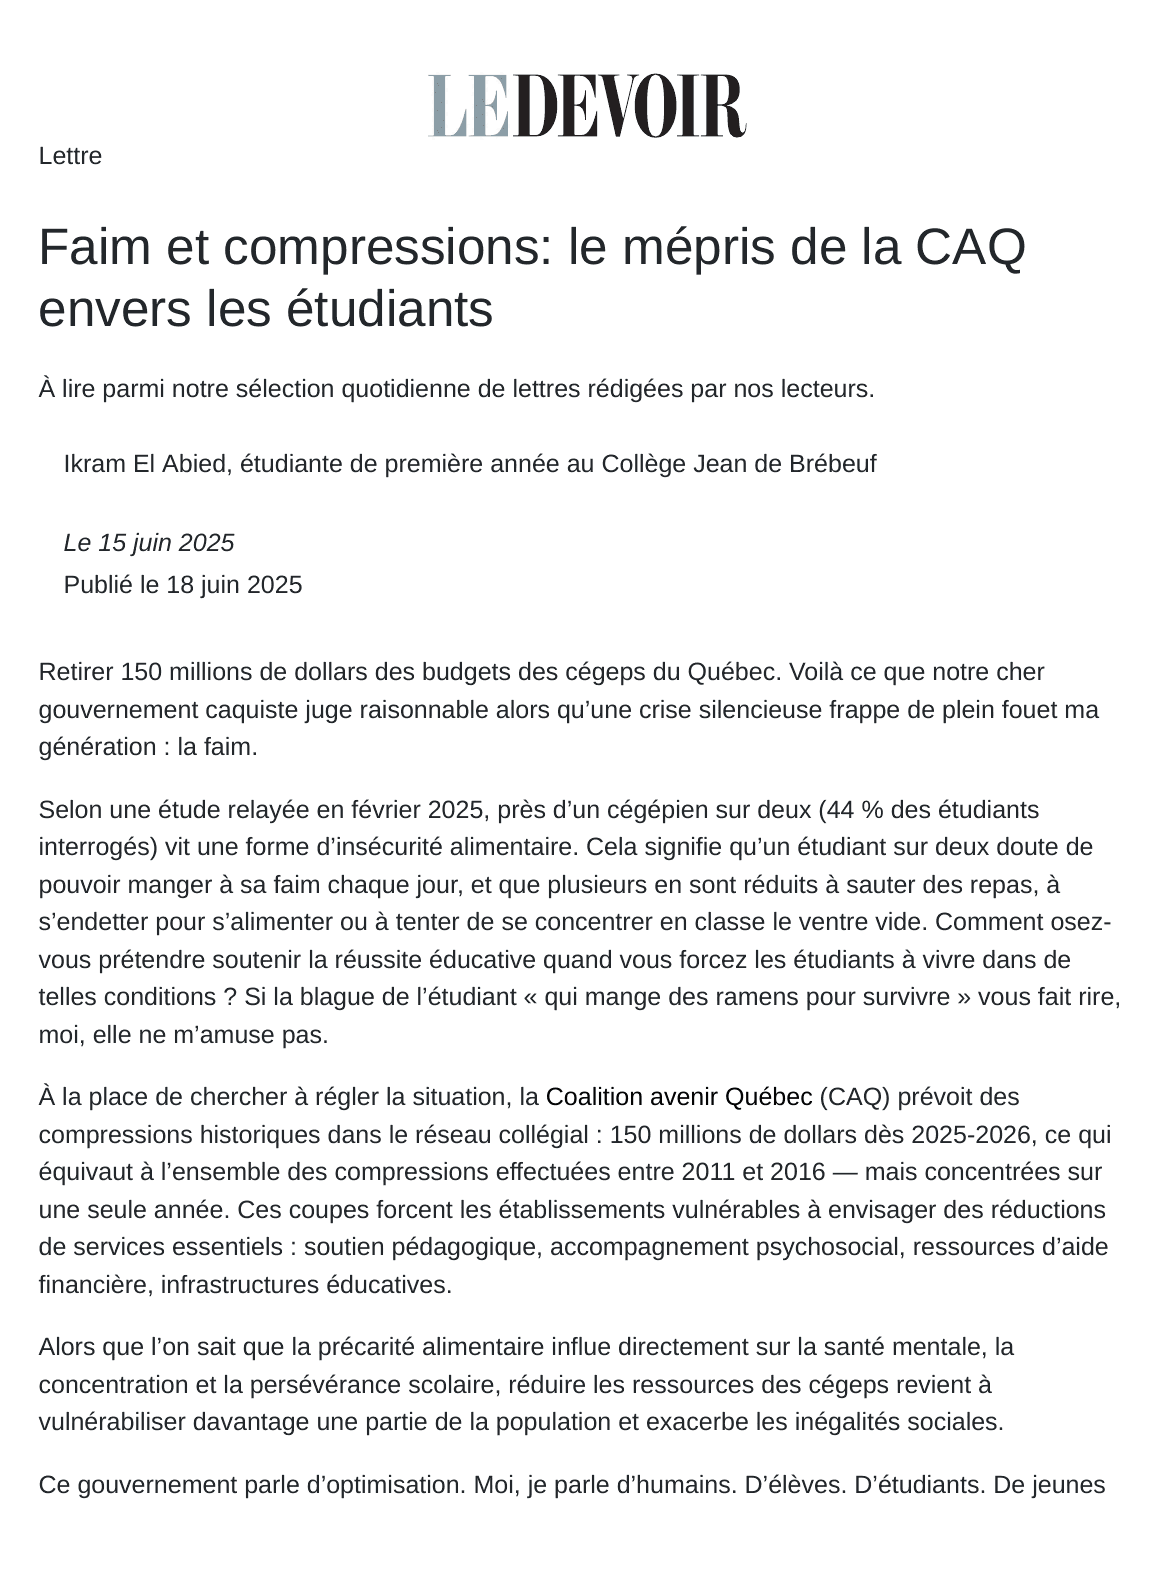 LE DEVOIR
Lettre
Faim et compressions: le mépris de la CAQ
envers les étudiants
À lire parmi notre sélection quotidienne de lettres rédigées par nos lecteurs.
Ikram El Abied, étudiante de première année au Collège Jean de Brébeuf
Le 15 juin 2025
Publié le 18 juin 2025
Retirer 150 millions de dollars des budgets des cégeps du Québec. Voilà ce que notre cher
gouvernement caquiste juge raisonnable alors qu’une crise silencieuse frappe de plein fouet ma
génération : la faim.
Selon une étude relayée en février 2025, près d’un cégépien sur deux (44 % des étudiants
interrogés) vit une forme d’insécurité alimentaire. Cela signifie qu’un étudiant sur deux doute de
pouvoir manger à sa faim chaque jour, et que plusieurs en sont réduits à sauter des repas, à
s’endetter pour s’alimenter ou à tenter de se concentrer en classe le ventre vide. Comment osez-
vous prétendre soutenir la réussite éducative quand vous forcez les étudiants à vivre dans de
telles conditions ? Si la blague de l’étudiant « qui mange des ramens pour survivre » vous fait rire,
moi, elle ne m’amuse pas.
À la place de chercher à régler la situation, la Coalition avenir Québec (CAQ) prévoit des
compressions historiques dans le réseau collégial : 150 millions de dollars dès 2025-2026, ce qui
équivaut à l’ensemble des compressions effectuées entre 2011 et 2016 — mais concentrées sur
une seule année. Ces coupes forcent les établissements vulnérables à envisager des réductions
de services essentiels : soutien pédagogique, accompagnement psychosocial, ressources d’aide
financière, infrastructures éducatives.
Alors que l’on sait que la précarité alimentaire influe directement sur la santé mentale, la
concentration et la persévérance scolaire, réduire les ressources des cégeps revient à
vulnérabiliser davantage une partie de la population et exacerbe les inégalités sociales.
Ce gouvernement parle d’optimisation. Moi, je parle d’humains. D’élèves. D’étudiants. De jeunes